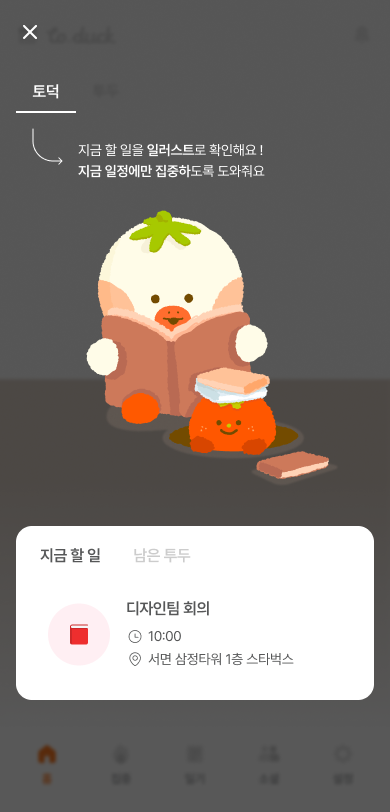 to duck
토덕
지금 할 일을 일러스트로 확인해요 !
지금 일정에만 집중하도록 도와줘요
지금 할 일
남은 투두
디자인팀 회의
10:00
서면 삼정타워 1층 스타벅스
홈